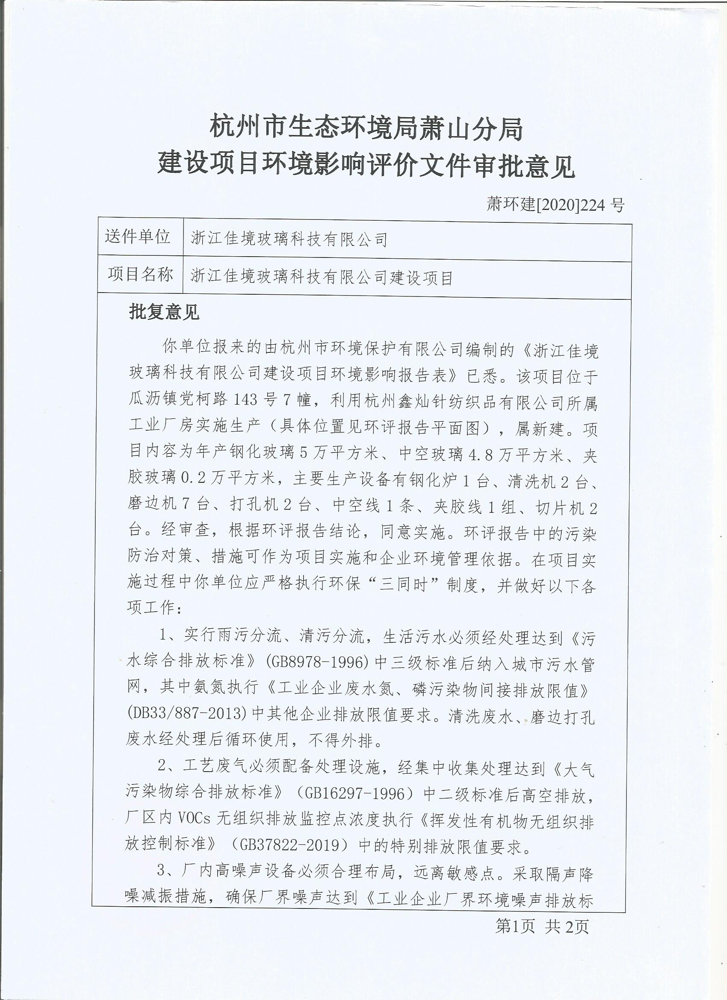 杭州市生态环境局萧山分局
建设项目环境影响评价文件审批意见
萧环建[2020]224 号
送件单位 浙江佳境玻璃科技有限公司
项目名称 浙江佳境玻璃科技有限公司建设项目
批复意见
你单位报来的由杭州市环境保护有限公司编制的《浙江佳境
玻璃科技有限公司建设项目环境影响报告表》已悉。该项目位于
瓜沥镇党柯路 143 号 7 幢，利用杭州鑫灿针纺织品有限公司所属
工业厂房实施生产（具体位置见环评报告平面图），属新建。项
目内容为年产钢化玻璃 5 万平方米、中空玻璃 4.8 万平方米、夹
胶玻璃 0.2 万平方米，主要生产设备有钢化炉 1 台、清洗机 2 台、
磨边机 7 台、打孔机 2 台、中空线 1 条、夹胶线 1 组、切片机 2
台。经审查，根据环评报告结论，同意实施。环评报告中的污染
防治对策、措施可作为项目实施和企业环境管理依据。在项目实
施过程中你单位应严格执行环保“三同时”制度，并做好以下各
项工作：
1、实行雨污分流、清污分流，生活污水必须经处理达到《污
水综合排放标准》(GB8978-1996)中三级标准后纳入城市污水管
网，其中氨氮执行《工业企业废水氮、磷污染物间接排放限值》
(DB33/887-2013)中其他企业排放限值要求。清洗废水、磨边打孔
废水经处理后循环使用，不得外排。
2、工艺废气必须配备处理设施，经集中收集处理达到《大气
污染物综合排放标准》（GB16297-1996）中二级标准后高空排放，
厂区内 VOCs 无组织排放监控点浓度执行《挥发性有机物无组织排
放控制标准》（GB37822-2019）中的特别排放限值要求。
3、厂内高噪声设备必须合理布局，远离敏感点。采取隔声降
噪减振措施，确保厂界噪声达到《工业企业厂界环境噪声排放标
第1页 共 2页